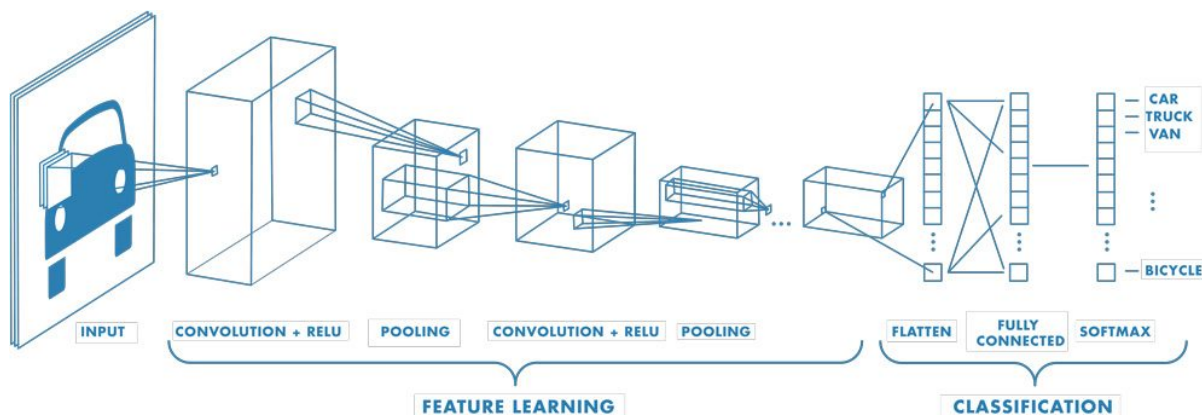 CAR
TRUCK
VAN
BICYCLE
INPUT
CONVOLUTION + RELU
POOLING
CONVOLUTION + RELU
POOLING
FLATTEN
FULLY
CONNECTED
SOFTMAX
FEATURE LEARNING
CLASSIFICATION